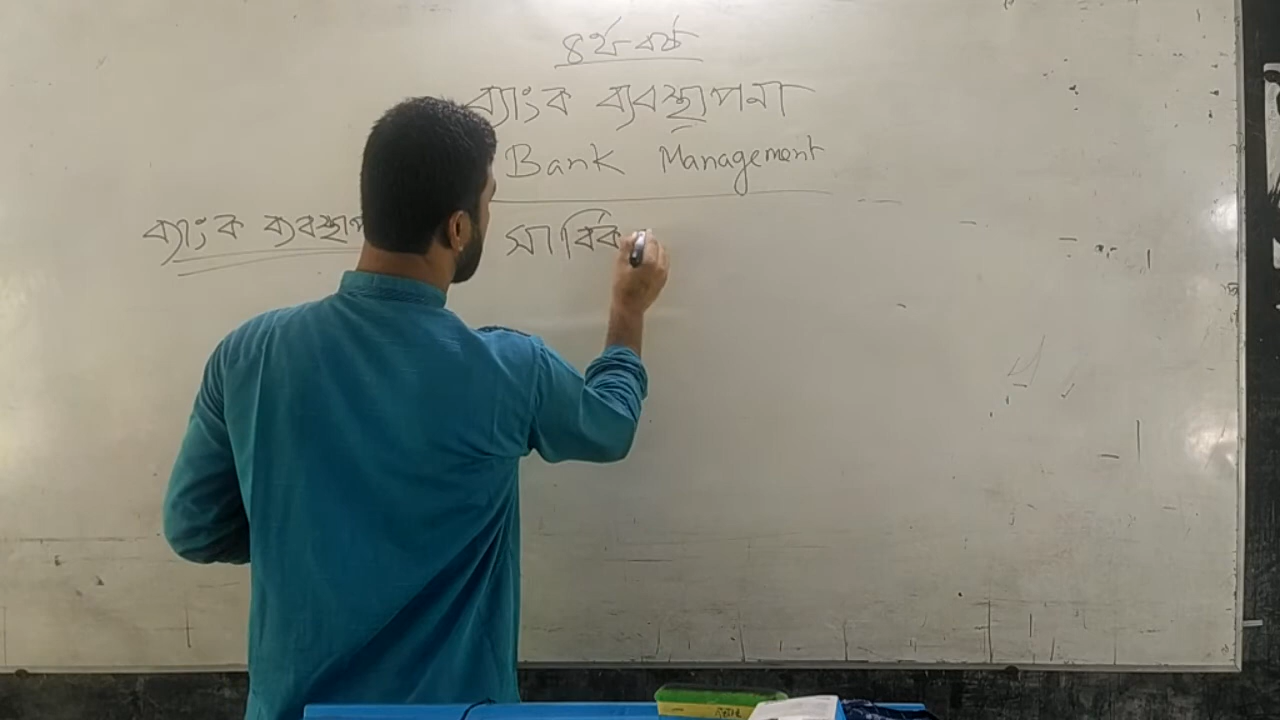 ৪র্থ বর্ষ
ব্যাংক ব্যবস্থাপনা
Bank Management
ব্যাংক ব্যবস্থাপ সার্বিক